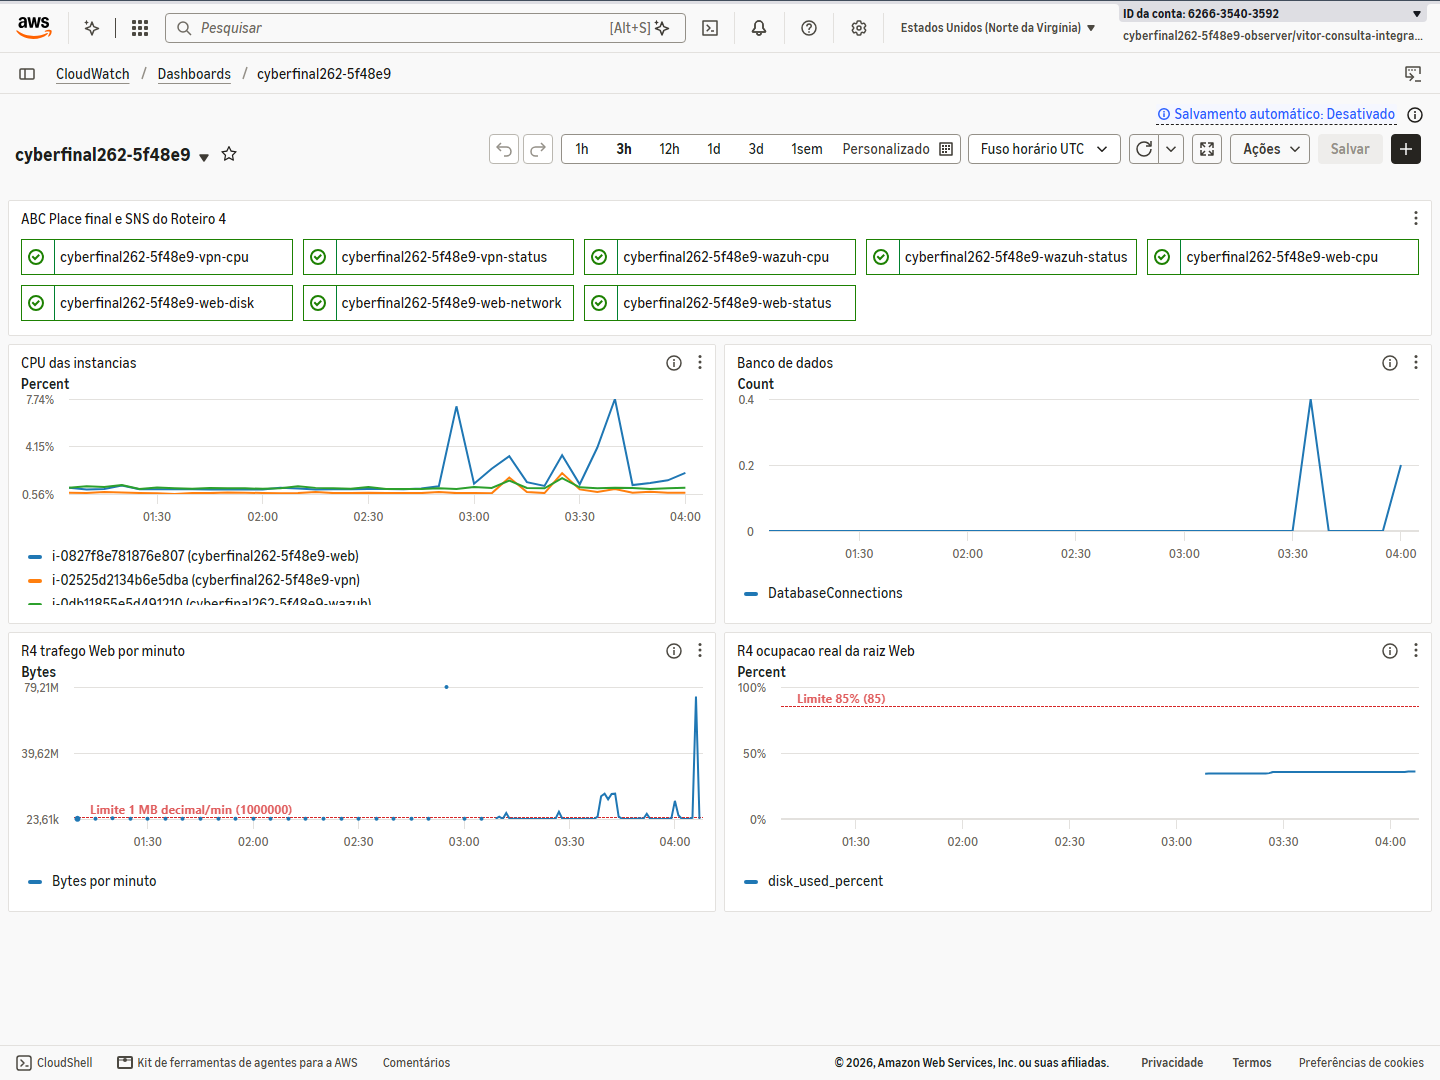 aws
Pesquisar
[Alt+S]
Estados Unidos (Norte da Virgínia)
ID da conta: 6266-3540-3592
cyberfinal262-5f48e9-observer/vitor-consulta-integra...
CloudWatch / Dashboards / cyberfinal262-5f48e9
Salvamento automático: Desativado
cyberfinal262-5f48e9
1h 3h 12h 1d 3d 1sem Personalizado
Fuso horário UTC
Ações
Salvar
ABC Place final e SNS do Roteiro 4
cyberfinal262-5f48e9-vpn-cpu
cyberfinal262-5f48e9-vpn-status
cyberfinal262-5f48e9-wazuh-cpu
cyberfinal262-5f48e9-wazuh-status
cyberfinal262-5f48e9-web-cpu
cyberfinal262-5f48e9-web-disk
cyberfinal262-5f48e9-web-network
cyberfinal262-5f48e9-web-status
CPU das instancias
Percent
7.74%
4.15%
0.56%
01:30 02:00 02:30 03:00 03:30 04:00
i-0827f8e781876e807 (cyberfinal262-5f48e9-web)
i-02525d2134b6e5dba (cyberfinal262-5f48e9-vpn)
i-0db11855e5d491210 (cyberfinal262-5f48e9-wazuh)
Banco de dados
Count
0.4
0.2
0
01:30 02:00 02:30 03:00 03:30 04:00
DatabaseConnections
R4 trafego Web por minuto
Bytes
79,21M
39,62M
23,61k
Limite 1 MB decimal/min (1000000)
01:30 02:00 02:30 03:00 03:30 04:00
Bytes por minuto
R4 ocupacao real da raiz Web
Percent
100%
Limite 85% (85)
50%
0%
01:30 02:00 02:30 03:00 03:30 04:00
disk_used_percent
CloudShell
Kit de ferramentas de agentes para a AWS
Comentários
© 2026, Amazon Web Services, Inc. ou suas afiliadas.
Privacidade
Termos
Preferências de cookies